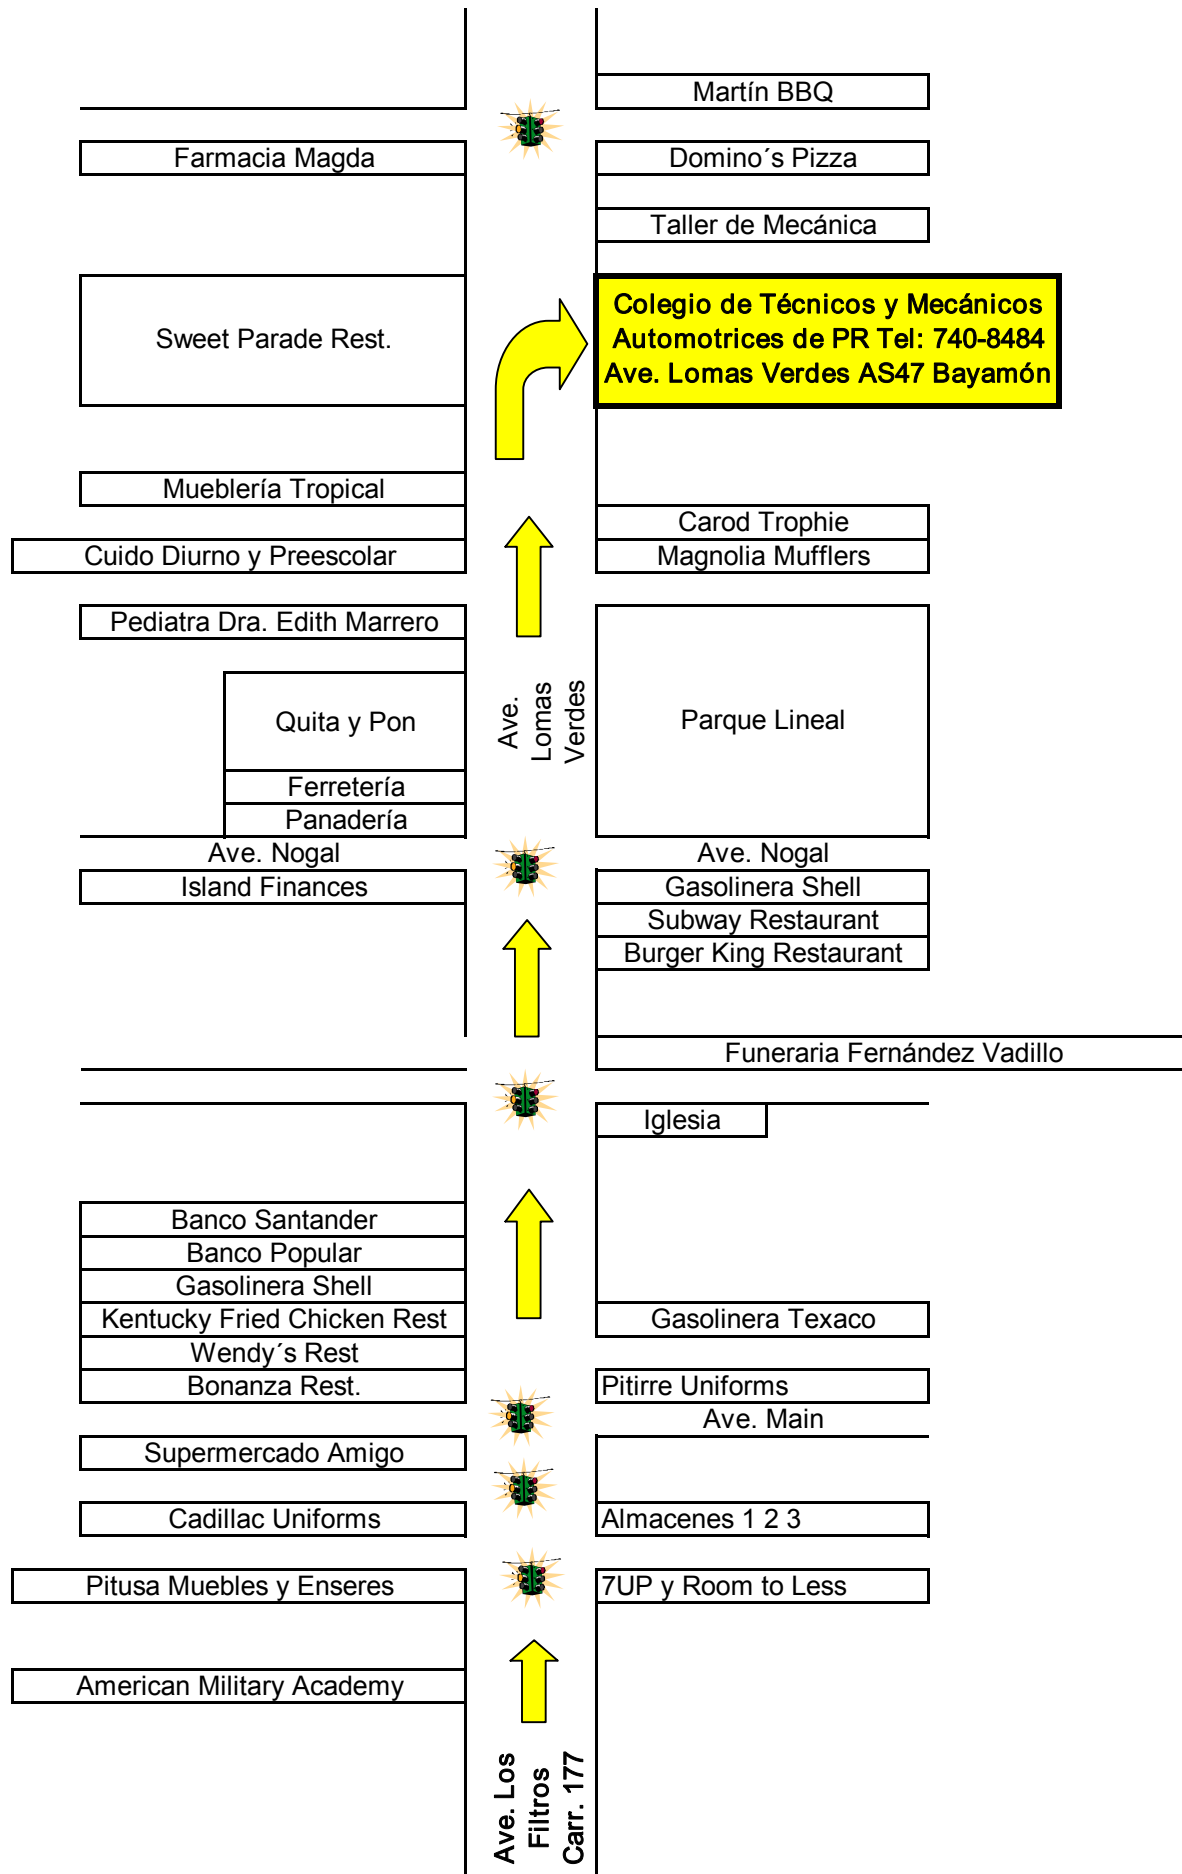 Martín BBQ
Farmacia Magda
Domino´s Pizza
Taller de Mecánica
Sweet Parade Rest.
Colegio de Técnicos y Mecánicos
Automotrices de PR Tel: 740-8484
Ave. Lomas Verdes AS47 Bayamón
Mueblería Tropical
Carod Trophie
Cuido Diurno y Preescolar
Magnolia Mufflers
Pediatra Dra. Edith Marrero
Quita y Pon
Ave.
Lomas
Verdes
Parque Lineal
Ferretería
Panadería
Ave. Nogal
Ave. Nogal
Island Finances
Gasolinera Shell
Subway Restaurant
Burger King Restaurant
Funeraria Fernández Vadillo
Iglesia
Banco Santander
Banco Popular
Gasolinera Shell
Kentucky Fried Chicken Rest
Gasolinera Texaco
Wendy´s Rest
Bonanza Rest.
Pitirre Uniforms
Ave. Main
Supermercado Amigo
Cadillac Uniforms
Almacenes 1 2 3
Pitusa Muebles y Enseres
7UP y Room to Less
American Military Academy
Ave. Los
Filtros
Carr. 177